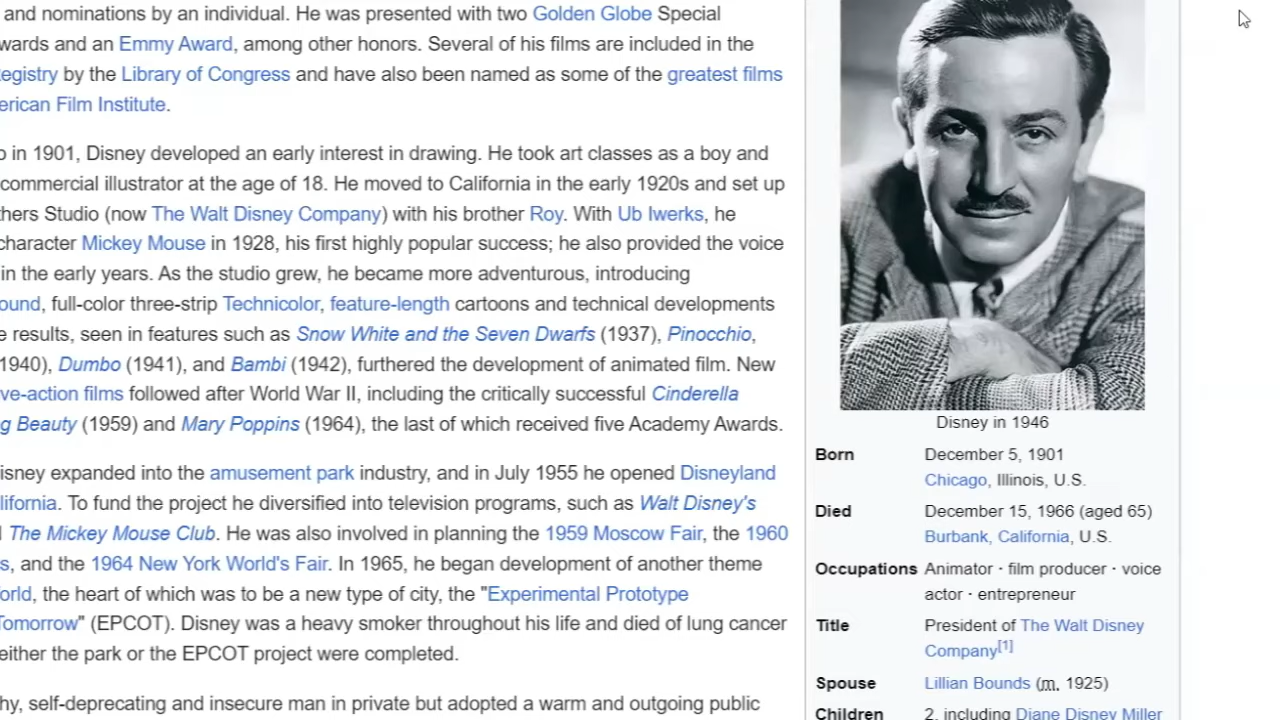 and nominations by an individual. He was presented with two Golden Globe Special
wards and an Emmy Award, among other honors. Several of his films are included in the
egistry by the Library of Congress and have also been named as some of the greatest films
erican Film Institute.
o in 1901, Disney developed an early interest in drawing. He took art classes as a boy and
commercial illustrator at the age of 18. He moved to California in the early 1920s and set up
thers Studio (now The Walt Disney Company) with his brother Roy. With Ub Iwerks, he
character Mickey Mouse in 1928, his first highly popular success; he also provided the voice
in the early years. As the studio grew, he became more adventurous, introducing
ound, full-color three-strip Technicolor, feature-length cartoons and technical developments
e results, seen in features such as Snow White and the Seven Dwarfs (1937), Pinocchio,
1940), Dumbo (1941), and Bambi (1942), furthered the development of animated film. New
ve-action films followed after World War II, including the critically successful Cinderella
g Beauty (1959) and Mary Poppins (1964), the last of which received five Academy Awards.
isney expanded into the amusement park industry, and in July 1955 he opened Disneyland
lifornia. To fund the project he diversified into television programs, such as Walt Disney's
The Mickey Mouse Club. He was also involved in planning the 1959 Moscow Fair, the 1960
s, and the 1964 New York World's Fair. In 1965, he began development of another theme
orld, the heart of which was to be a new type of city, the "Experimental Prototype
Tomorrow" (EPCOT). Disney was a heavy smoker throughout his life and died of lung cancer
either the park or the EPCOT project were completed.
hy, self-deprecating and insecure man in private but adopted a warm and outgoing public
Disney in 1946
Born December 5, 1901
Chicago, Illinois, U.S.
Died December 15, 1966 (aged 65)
Burbank, California, U.S.
Occupations Animator · film producer · voice
actor · entrepreneur
Title President of The Walt Disney
Company[1]
Spouse Lillian Bounds (m. 1925)
Children 2, including Diane Disney Miller